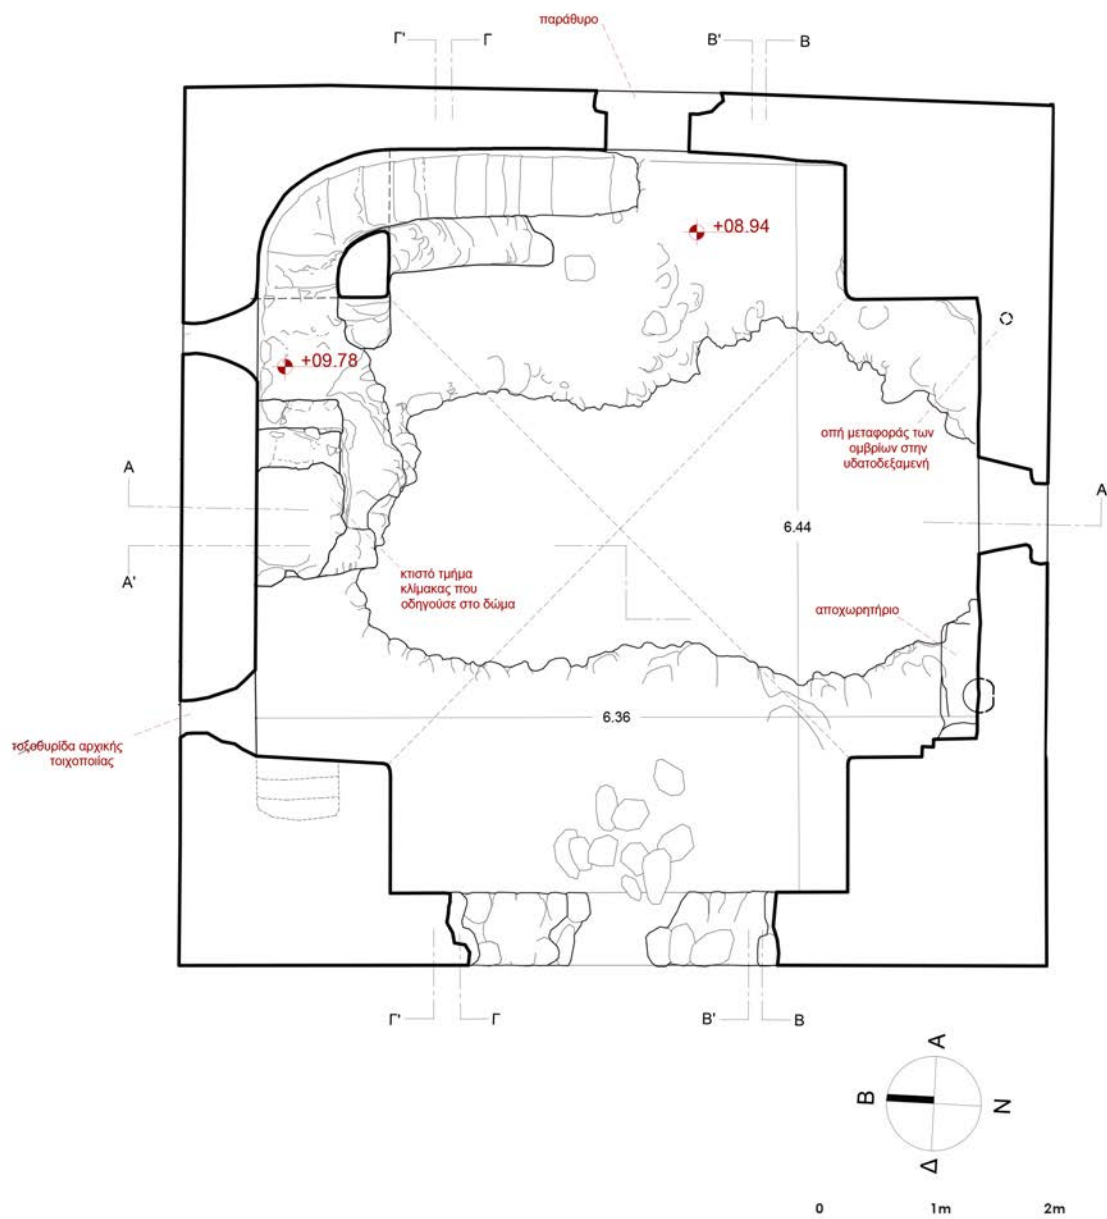 παράθυρο
Γ' Γ
Β' Β
+08.94
+09.78
οπή μεταφοράς των
ομβρίων στην
υδατοδεξαμενή
Α
Α
6.44
Α'
κτιστό τμήμα
κλίμακας που
οδηγούσε στο δώμα
αποχωρητήριο
6.36
τοξοθυρίδα αρχικής
τοιχοποιίας
Γ' Γ
Β' Β
Α
Β
Ν
Δ
0 1m 2m